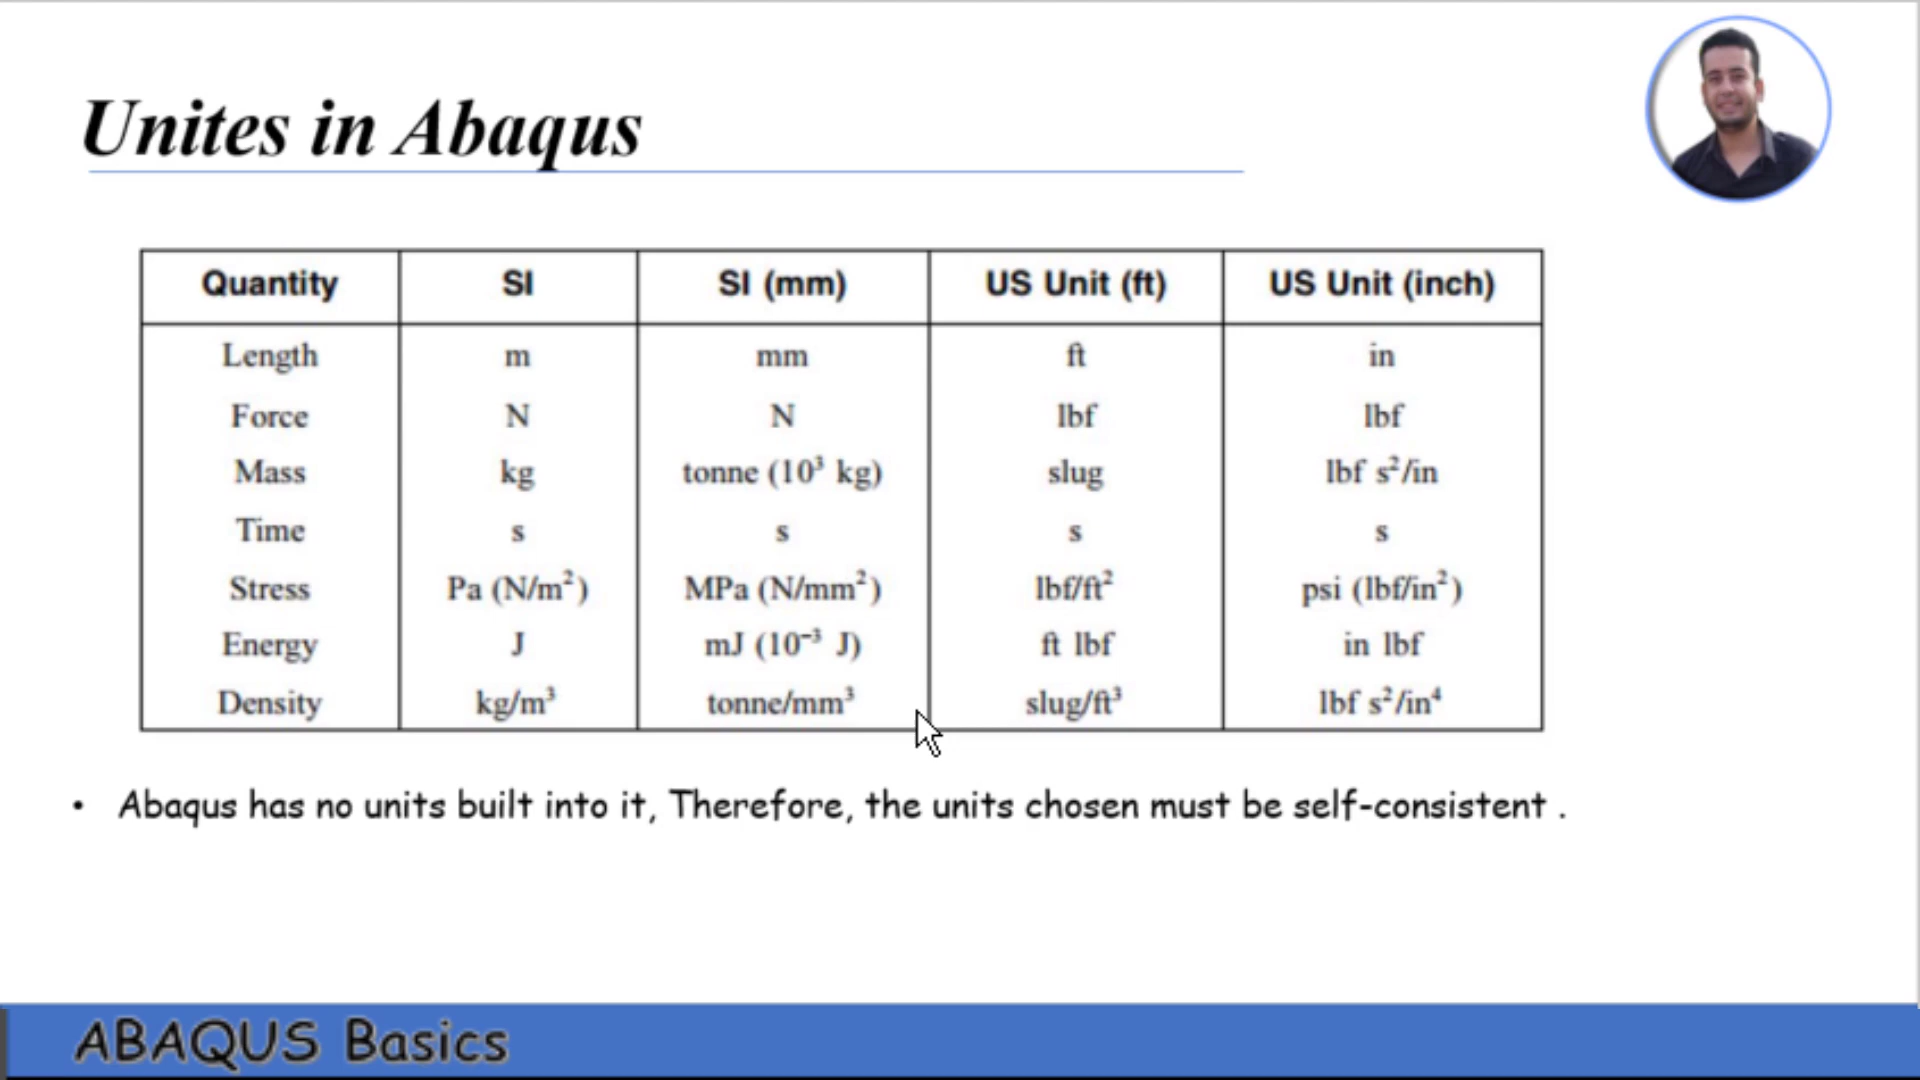 Unites in Abaqus
Quantity SI SI (mm) US Unit (ft) US Unit (inch)
Length m mm ft in
Force N N lbf lbf
Mass kg tonne (10³ kg) slug lbf s²/in
Time s s s s
Stress Pa (N/m²) MPa (N/mm²) lbf/ft² psi (lbf/in²)
Energy J mJ (10⁻³ J) ft lbf in lbf
Density kg/m³ tonne/mm³ slug/ft³ lbf s²/in⁴
• Abaqus has no units built into it, Therefore, the units chosen must be self-consistent .
ABAQUS Basics